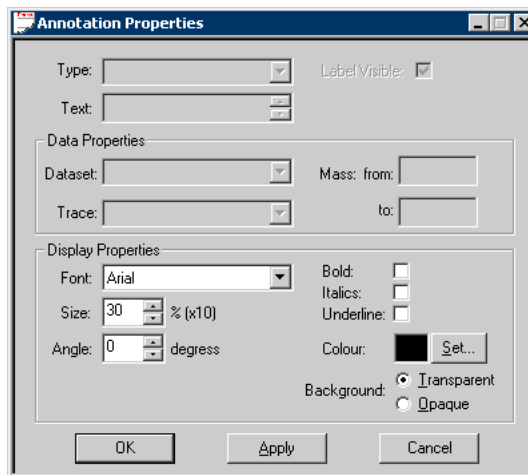 Annotation Properties
Type: Label Visible:
Text:
Data Properties
Dataset: Mass: from:
Trace: to:
Display Properties
Font: Arial Bold:
Italics:
Size: 30 % (x10) Underline:
Angle: 0 degress Colour: Set...
Background: Transparent
Opaque
OK Apply Cancel